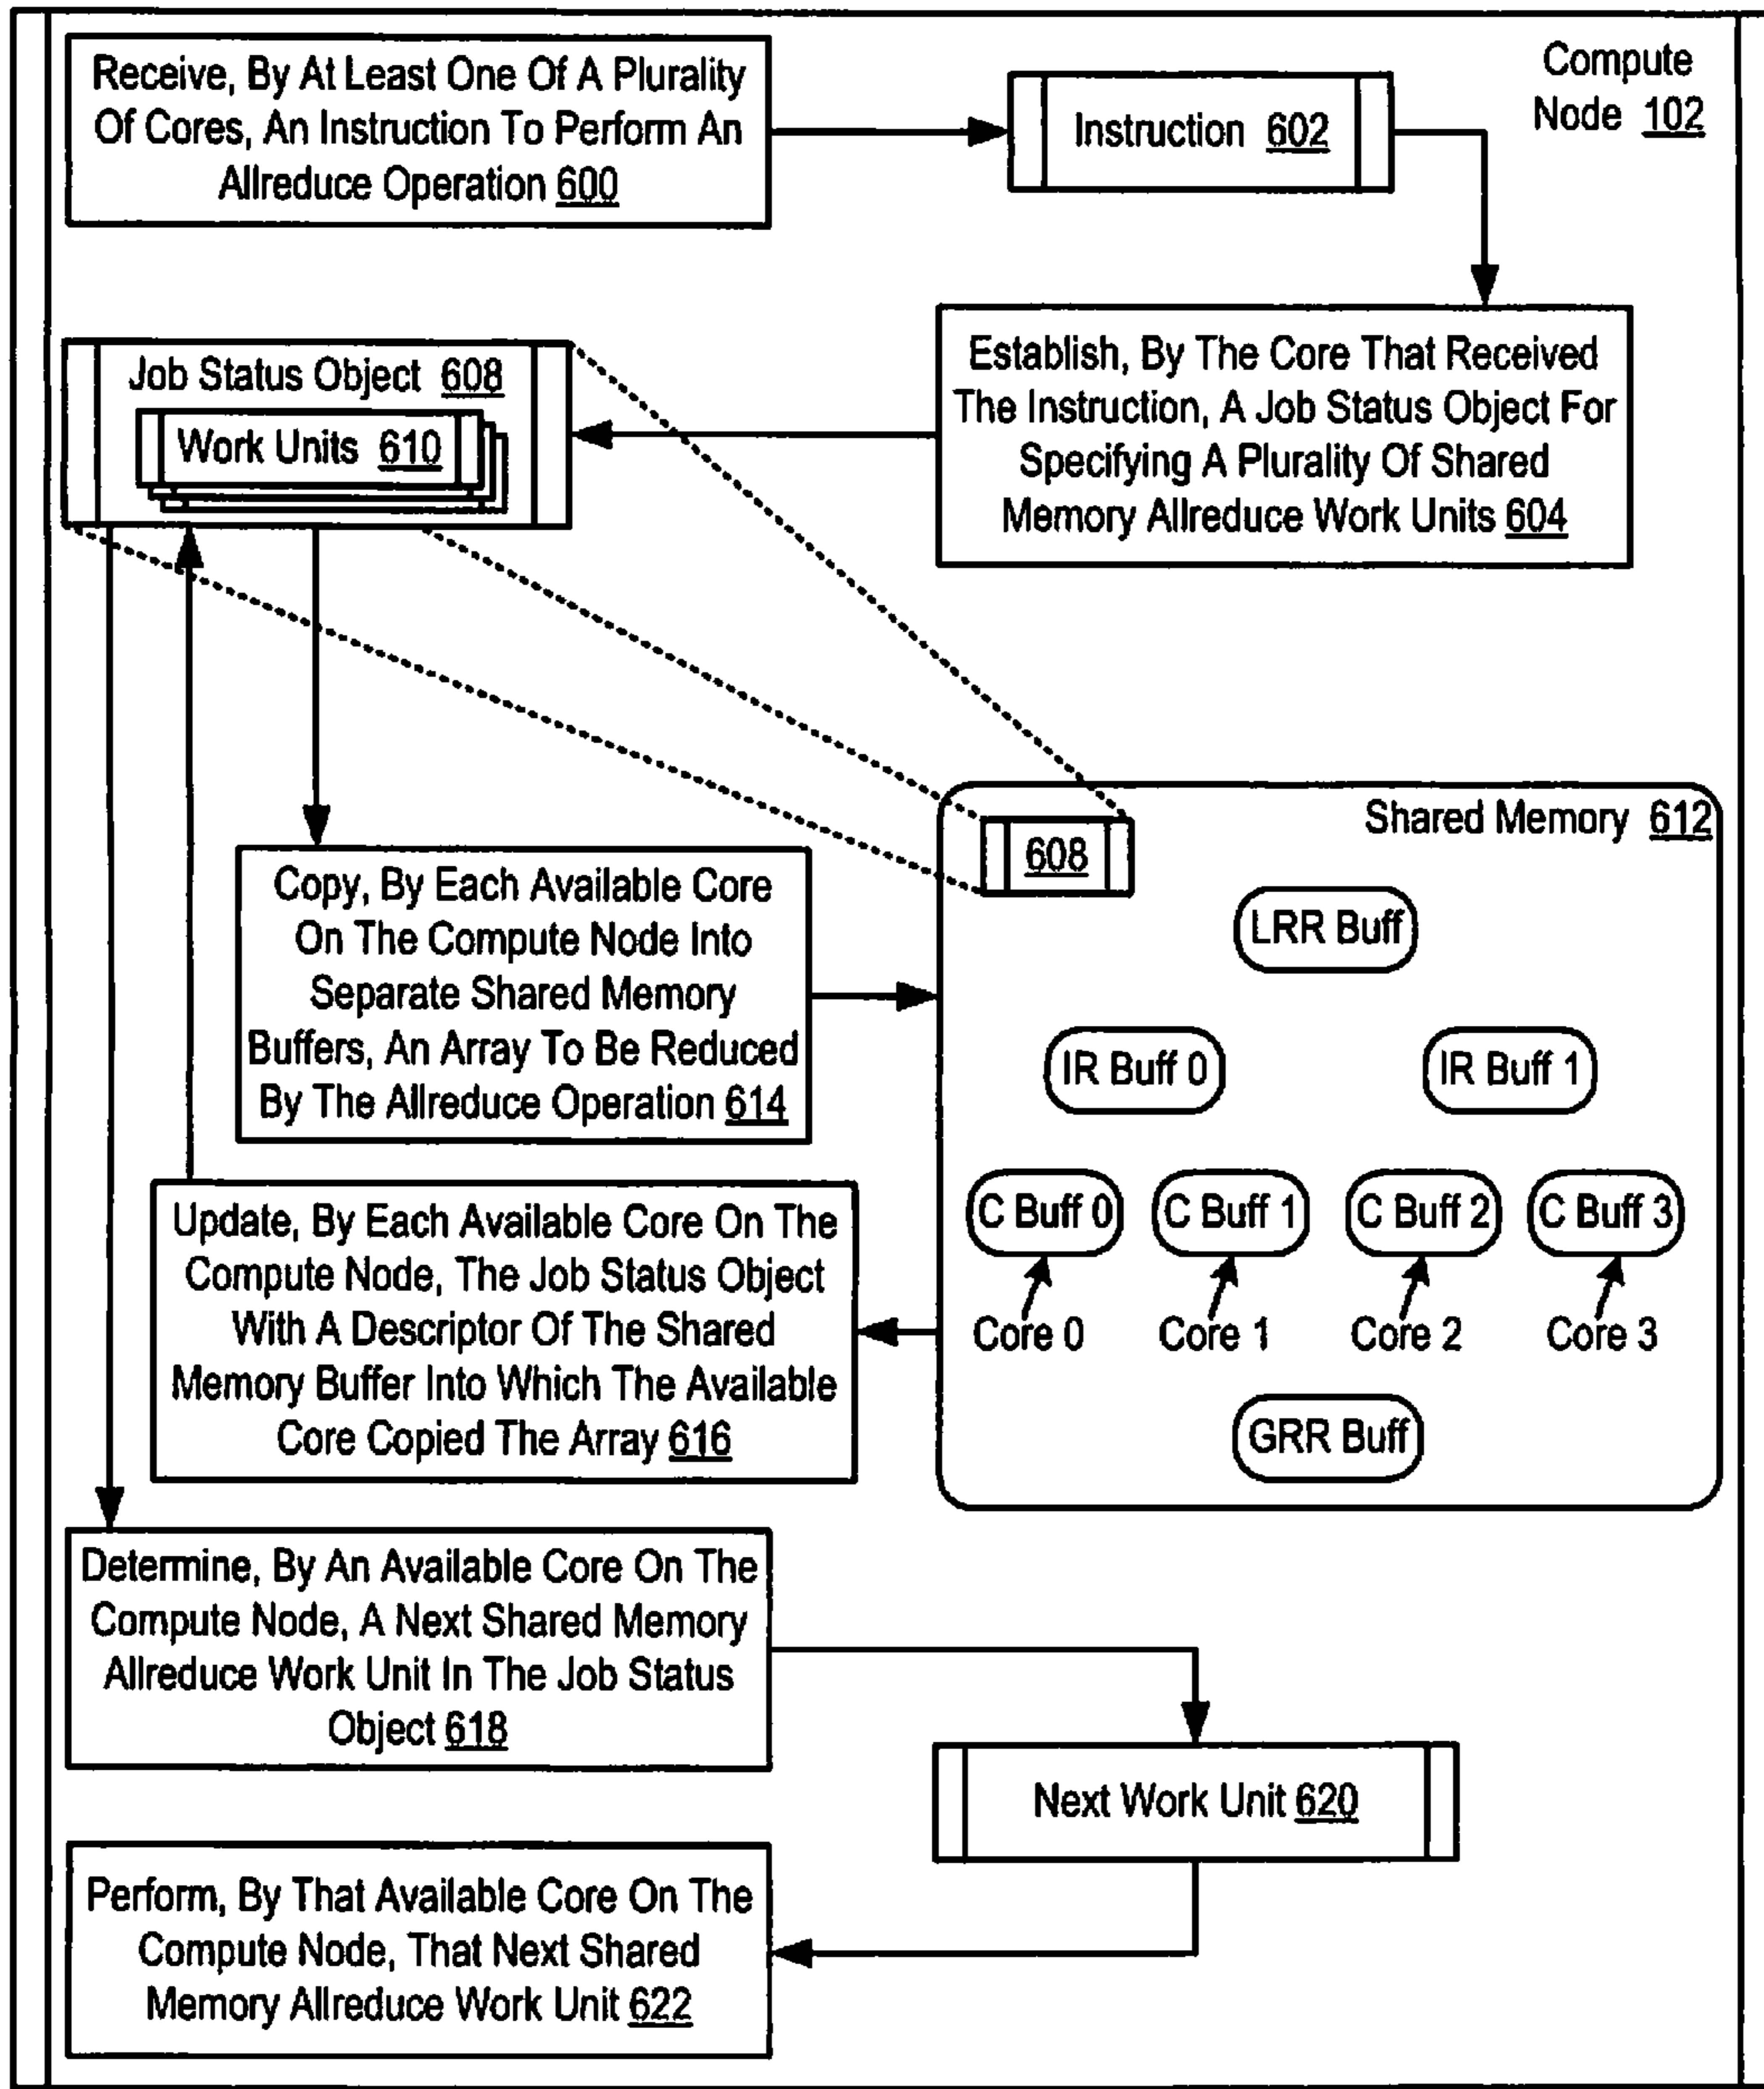 Receive, By At Least One Of A Plurality
Of Cores, An Instruction To Perform An
Allreduce Operation 600
Instruction 602
Compute
Node 102
Establish, By The Core That Received
The Instruction, A Job Status Object For
Specifying A Plurality Of Shared
Memory Allreduce Work Units 604
Job Status Object 608
Work Units 610
Shared Memory 612
608
LRR Buff
IR Buff 0
IR Buff 1
C Buff 0
C Buff 1
C Buff 2
C Buff 3
Core 0
Core 1
Core 2
Core 3
GRR Buff
Copy, By Each Available Core
On The Compute Node Into
Separate Shared Memory
Buffers, An Array To Be Reduced
By The Allreduce Operation 614
Update, By Each Available Core On The
Compute Node, The Job Status Object
With A Descriptor Of The Shared
Memory Buffer Into Which The Available
Core Copied The Array 616
Determine, By An Available Core On The
Compute Node, A Next Shared Memory
Allreduce Work Unit In The Job Status
Object 618
Next Work Unit 620
Perform, By That Available Core On The
Compute Node, That Next Shared
Memory Allreduce Work Unit 622